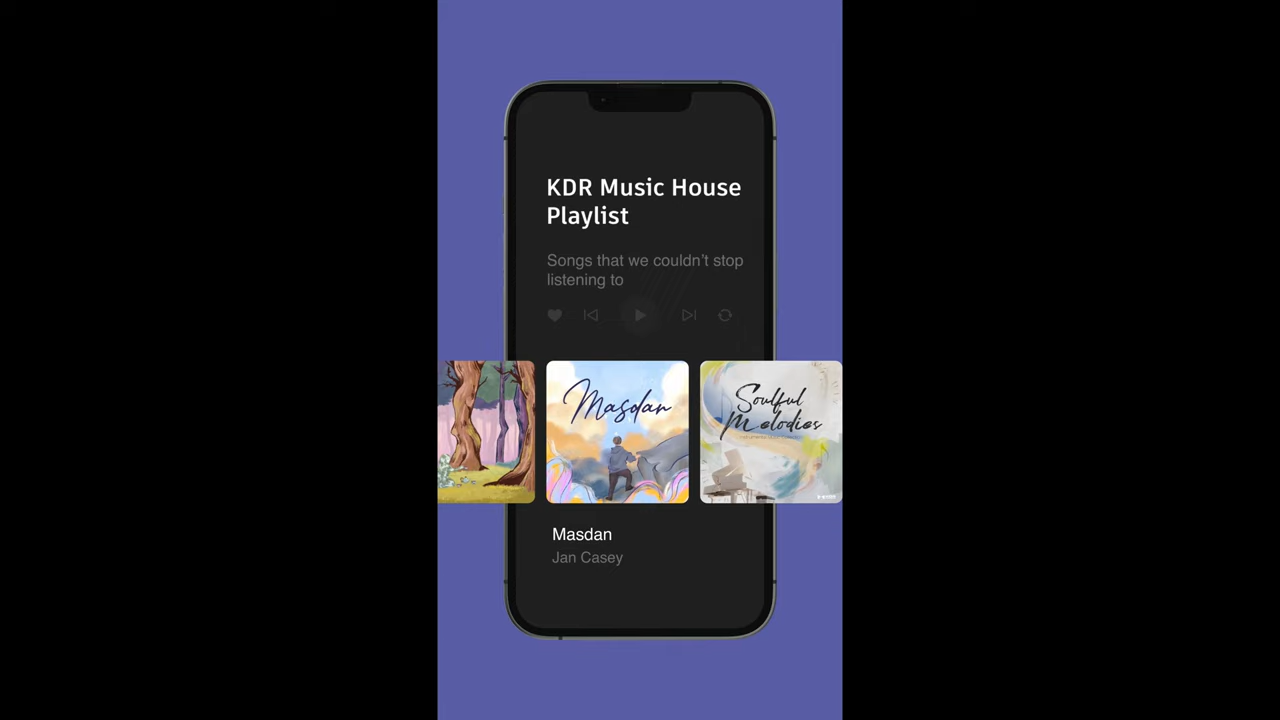 KDR Music House
Playlist
Songs that we couldn’t stop
listening to
Masdan
Soulful
Melodies
Masdan
Jan Casey